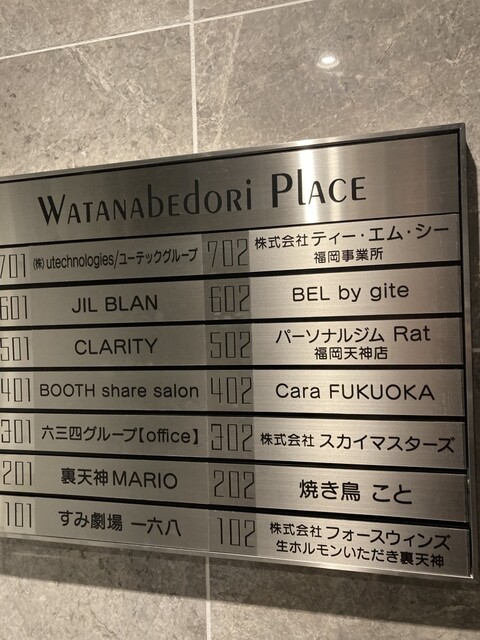 WATANABEDORI PLACE
701 (株) utechnologies/ユーテックグループ 702 株式会社 ティー・エム・シー
福岡事業所
601 JIL BLAN 602 BEL by gite
501 CLARITY 502 パーソナルジム Rat
福岡天神店
401 BOOTH share salon 402 Cara FUKUOKA
301 六三四グループ【office】 302 株式会社 スカイマスターズ
201 裏天神 MARIO 202 焼き鳥 こと
101 すみ劇場 一六八 102 株式会社 フォースウィンズ
生ホルモンいただき裏天神